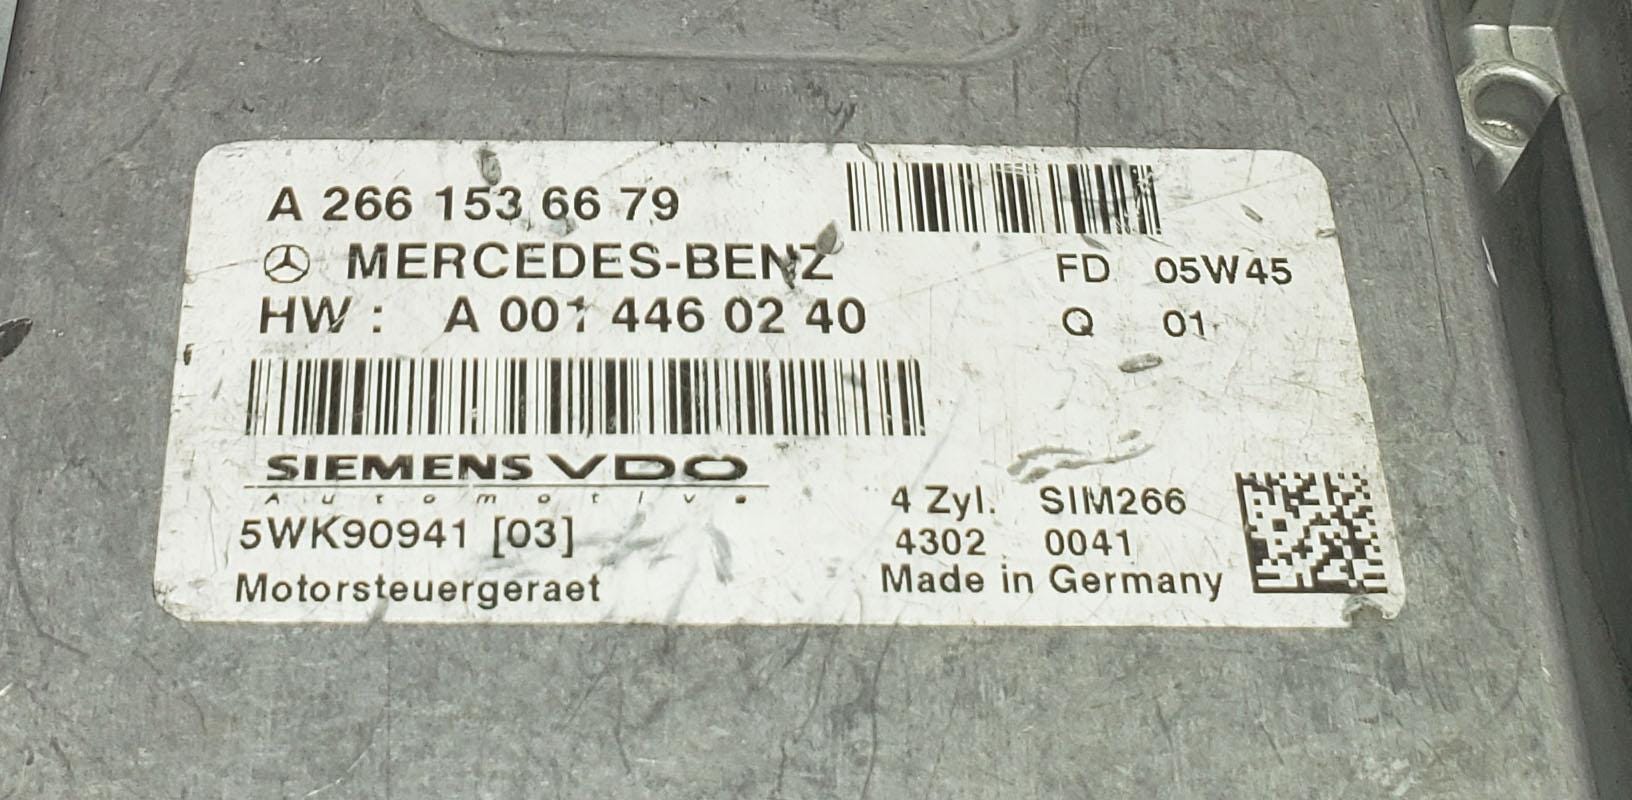 A 266 153 66 79
MERCEDES-BENZ
HW : A 001 446 02 40
FD 05W45
Q 01
SIEMENS VDO
Automotive
5WK90941 [03]
Motorsteuergeraet
4 Zyl. SIM266
4302 0041
Made in Germany